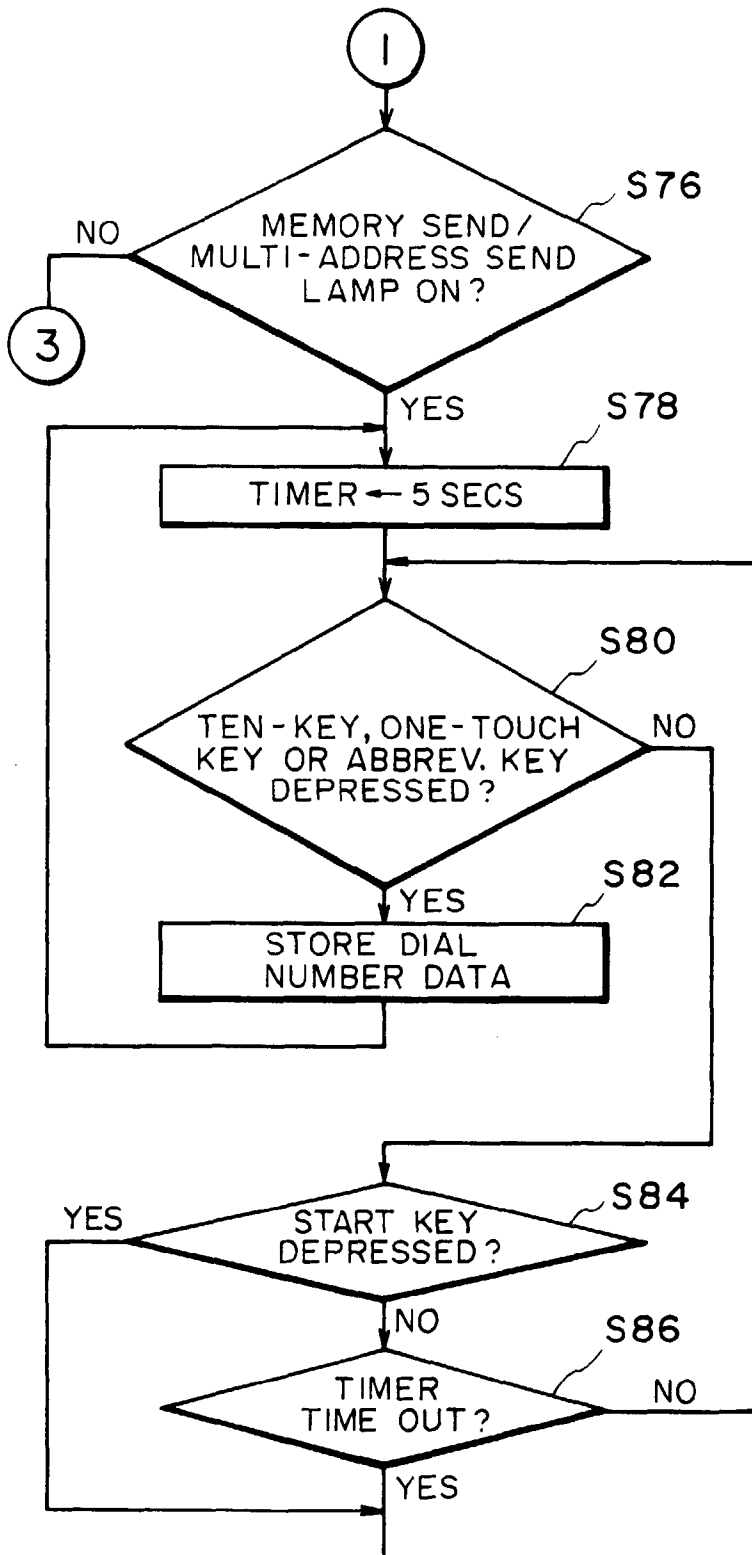 1
S76
NO
MEMORY SEND/
MULTI-ADDRESS SEND
LAMP ON?
3
YES
S78
TIMER ← 5 SECS
S80
TEN-KEY, ONE-TOUCH
KEY OR ABBREV. KEY
DEPRESSED?
NO
YES
S82
STORE DIAL
NUMBER DATA
S84
YES
START KEY
DEPRESSED?
NO
S86
TIMER
TIME OUT?
NO
YES